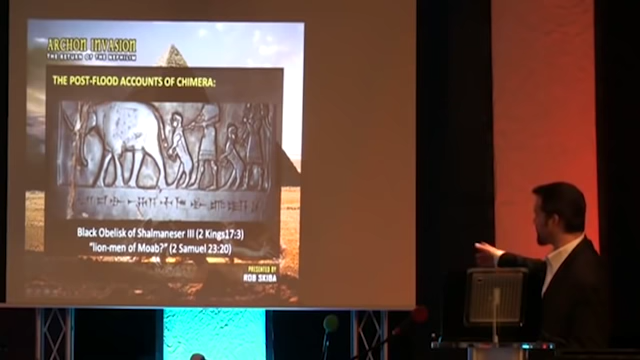 ARCHON INVASION
THE RETURN OF THE NEPHILIM
THE POST-FLOOD ACCOUNTS OF CHIMERA:
Black Obelisk of Shalmaneser III (2 Kings17:3)
"lion-men of Moab?" (2 Samuel 23:20)
PRESENTED BY
ROB SKIBA